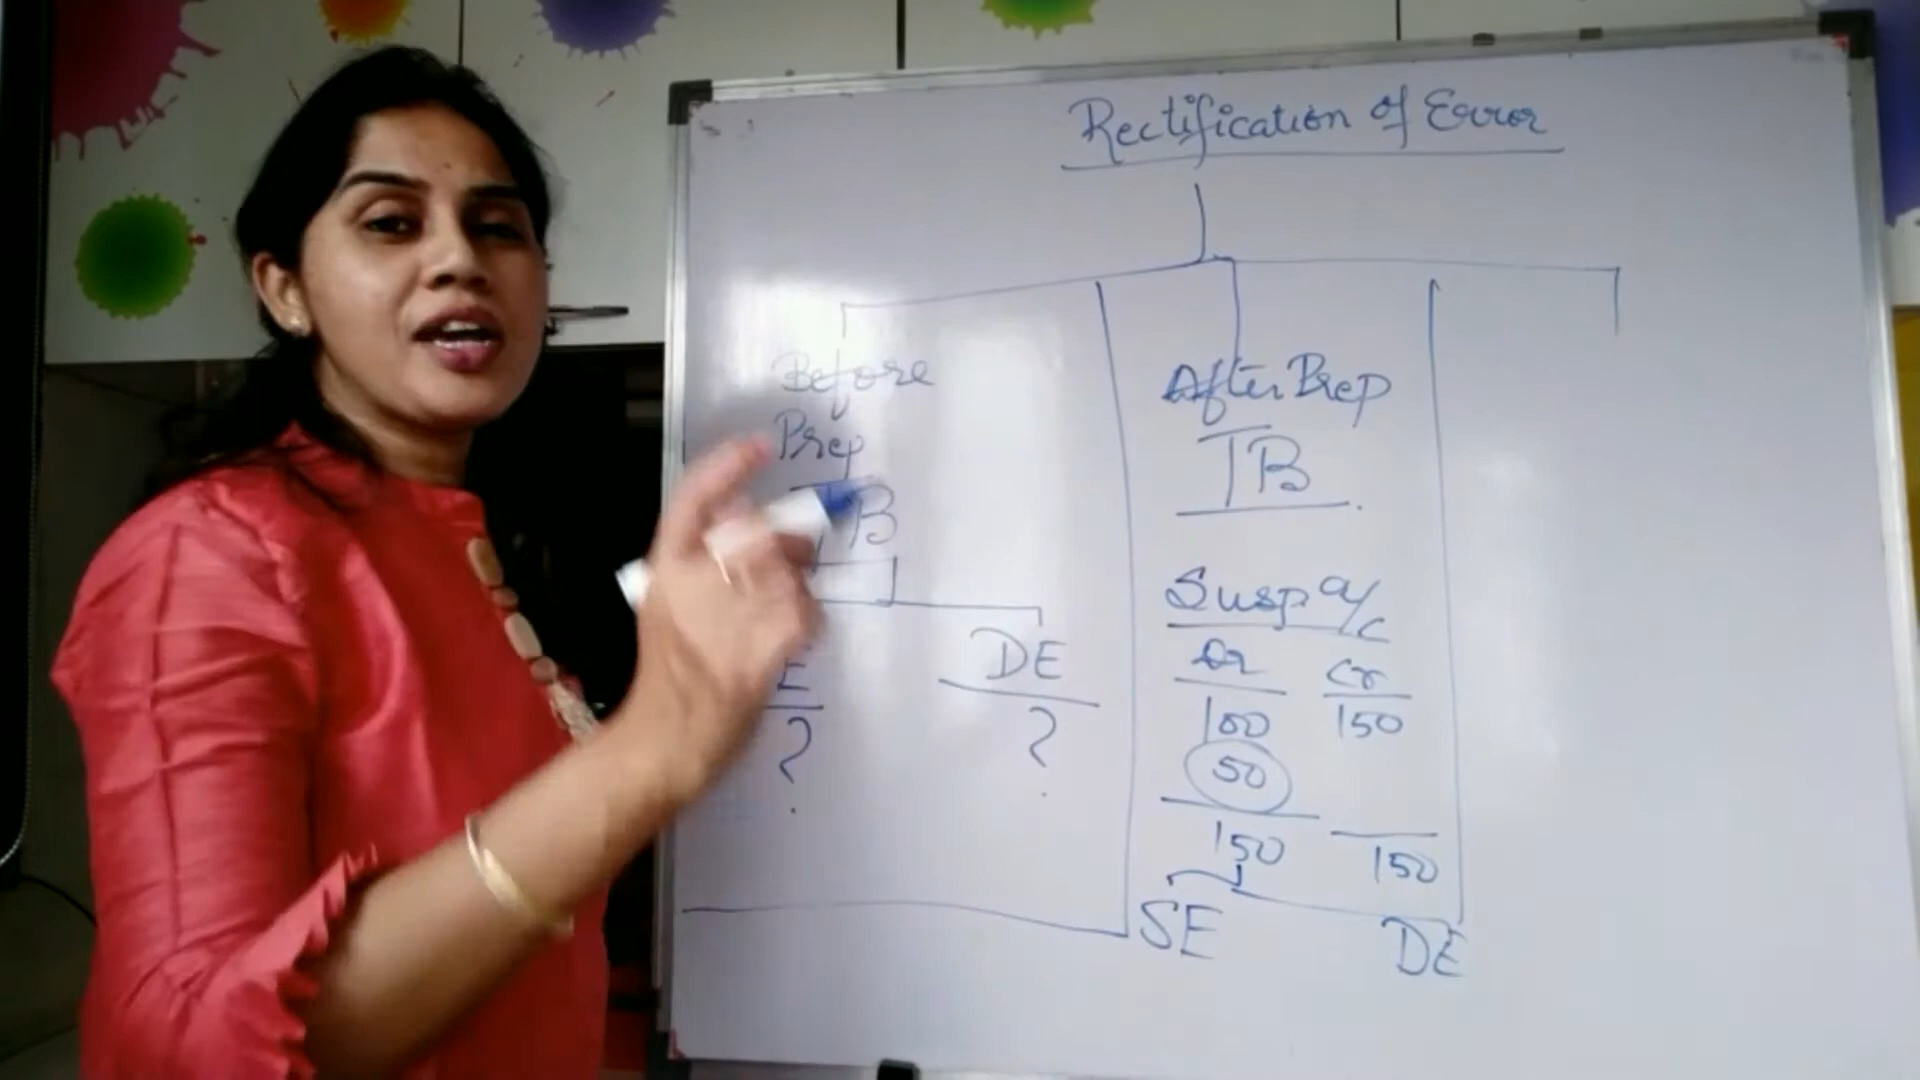 Rectification of Error
Before
Prep
TB
E DE
? ?
After Prep
TB
Susp a/c
Dr Cr
100 150
50
150 150
SE DE